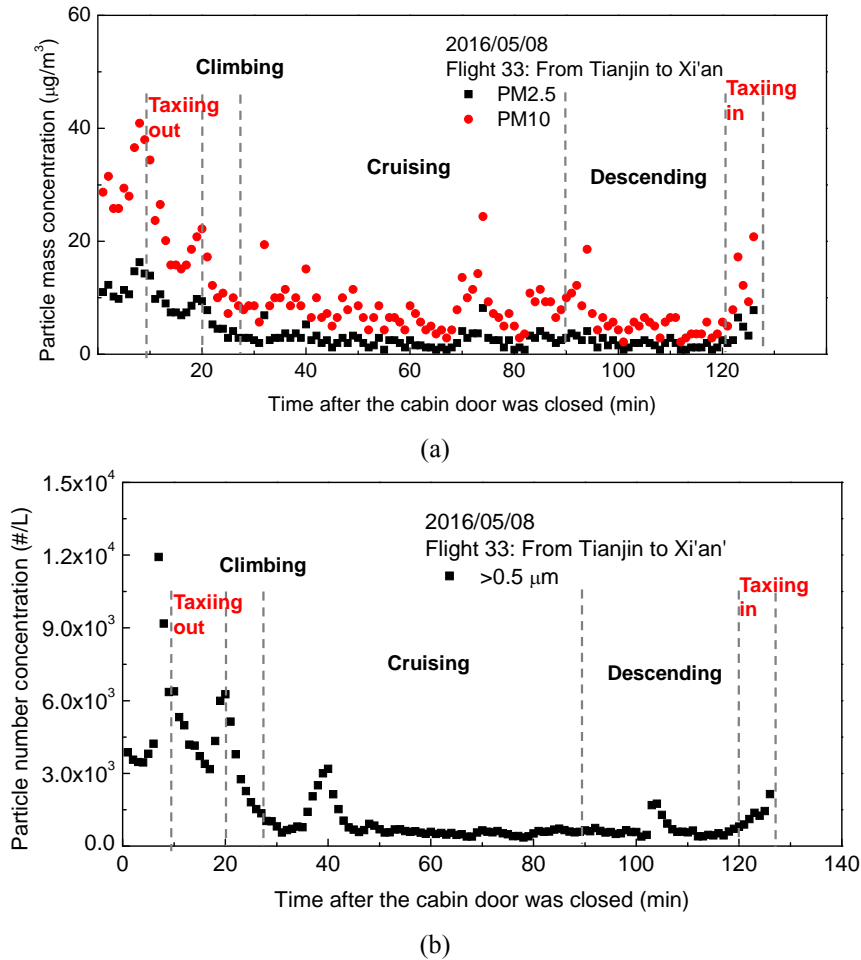 60
40
20
0
Particle mass concentration (μg/m³)
2016/05/08
Flight 33: From Tianjin to Xi'an
PM2.5
PM10
Climbing
Taxiing
out
Cruising
Descending
Taxiing
in
20
40
60
80
100
120
Time after the cabin door was closed (min)
(a)
1.5x10⁴
1.2x10⁴
9.0x10³
6.0x10³
3.0x10³
0.0
Particle number concentration (#/L)
2016/05/08
Flight 33: From Tianjin to Xi'an'
>0.5 μm
Climbing
Taxiing
out
Cruising
Descending
Taxiing
in
0
20
40
60
80
100
120
140
Time after the cabin door was closed (min)
(b)